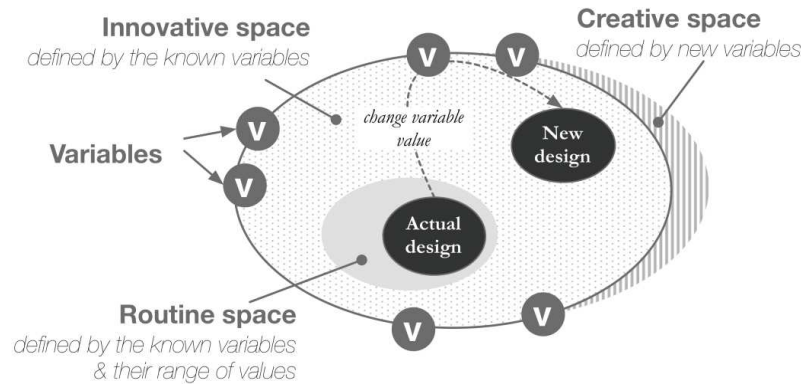 Innovative space
defined by the known variables
Creative space
defined by new variables
V
V
V
V
Variables
change variable
value
New
design
Actual
design
Routine space
defined by the known variables
& their range of values
V
V